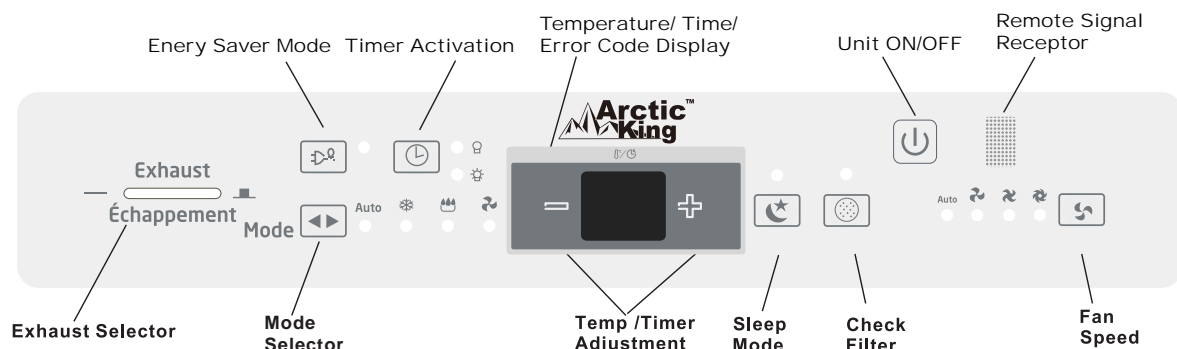 Enery Saver Mode
Timer Activation
Temperature/ Time/
Error Code Display
Unit ON/OFF
Remote Signal
Receptor
Arctic™
King
Exhaust
Échappement
Mode
Auto
Auto
Exhaust Selector
Mode
Selector
Temp /Timer
Adjustment
Sleep
Mode
Check
Filter
Fan
Speed